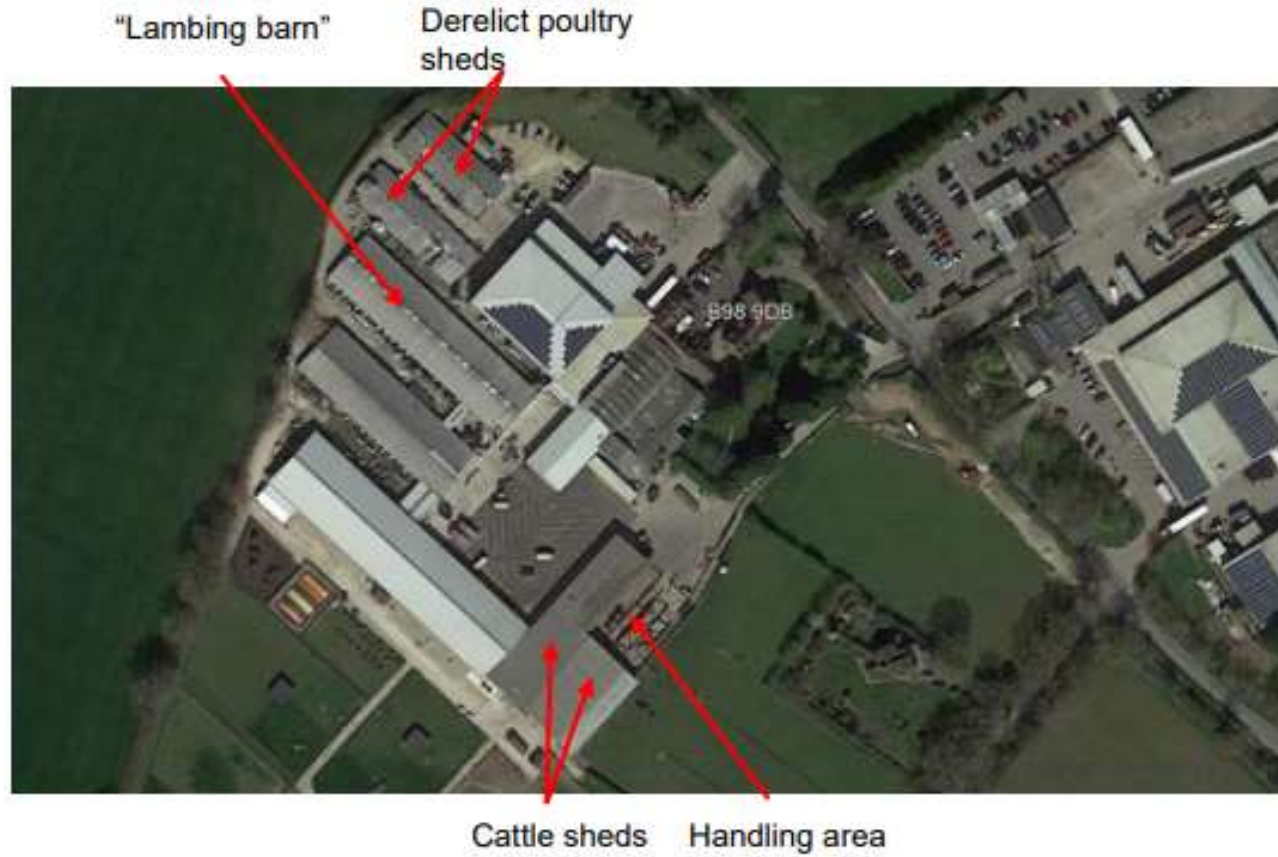 “Lambing barn”
Derelict poultry
sheds
B98 9DB
Cattle sheds
Handling area